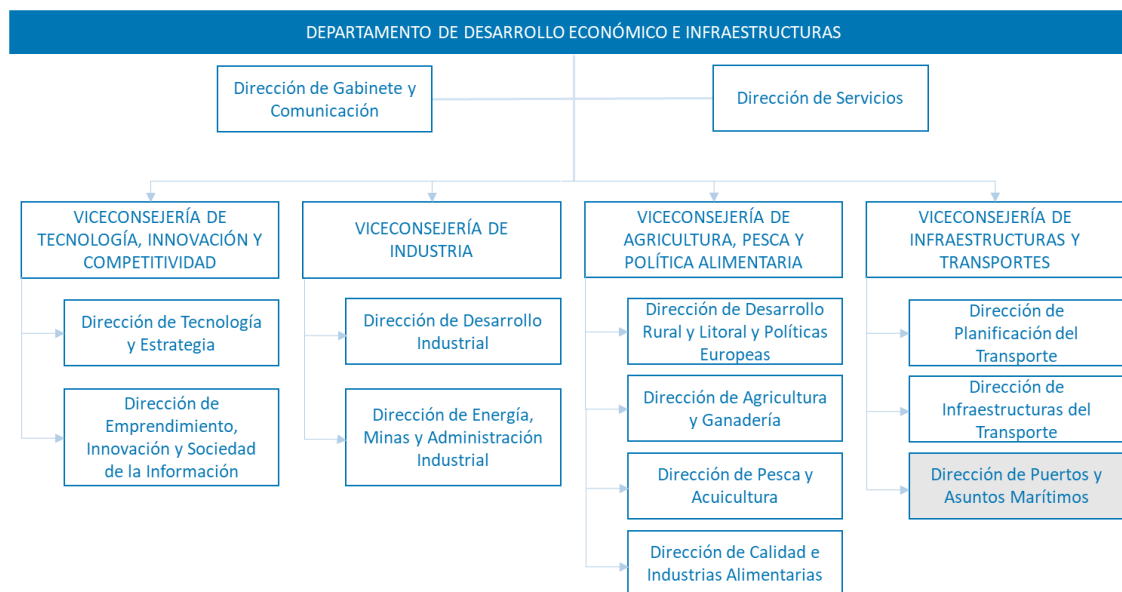 DEPARTAMENTO DE DESARROLLO ECONÓMICO E INFRAESTRUCTURAS
Dirección de Gabinete y
Comunicación
Dirección de Servicios
VICECONSEJERÍA DE
TECNOLOGÍA, INNOVACIÓN Y
COMPETITIVIDAD
Dirección de Tecnología
y Estrategia
Dirección de
Emprendimiento,
Innovación y Sociedad
de la Información
VICECONSEJERÍA DE
INDUSTRIA
Dirección de Desarrollo
Industrial
Dirección de Energía,
Minas y Administración
Industrial
VICECONSEJERÍA DE
AGRICULTURA, PESCA Y
POLÍTICA ALIMENTARIA
Dirección de Desarrollo
Rural y Litoral y Políticas
Europeas
Dirección de Agricultura
y Ganadería
Dirección de Pesca y
Acuicultura
Dirección de Calidad e
Industrias Alimentarias
VICECONSEJERÍA DE
INFRAESTRUCTURAS Y
TRANSPORTES
Dirección de
Planificación del
Transporte
Dirección de
Infraestructuras del
Transporte
Dirección de Puertos y
Asuntos Marítimos